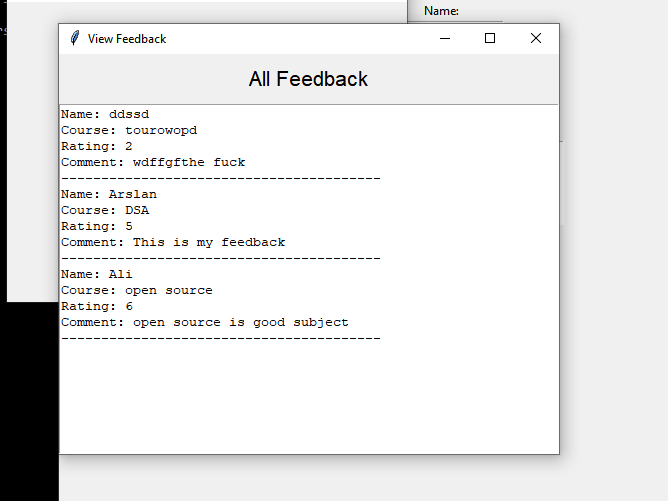 Name:
View Feedback
All Feedback
Name: ddssd
Course: tourowopd
Rating: 2
Comment: wdffgfthe fuck
----------------------------------------
Name: Arslan
Course: DSA
Rating: 5
Comment: This is my feedback
----------------------------------------
Name: Ali
Course: open source
Rating: 6
Comment: open source is good subject
----------------------------------------